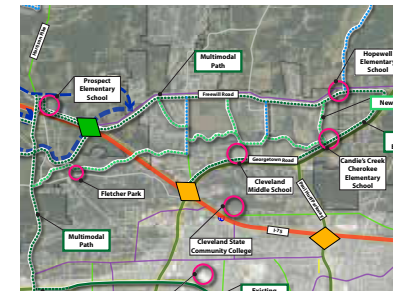 Hopewell
Elementary
School
Multimodal
Path
Prospect
Elementary
School
Freewill Road
New
Georgetown Road
Candie's Creek
Cherokee
Elementary
School
Cleveland
Middle School
Fletcher Park
Multimodal
Path
I-75
Cleveland State
Community College
Existing